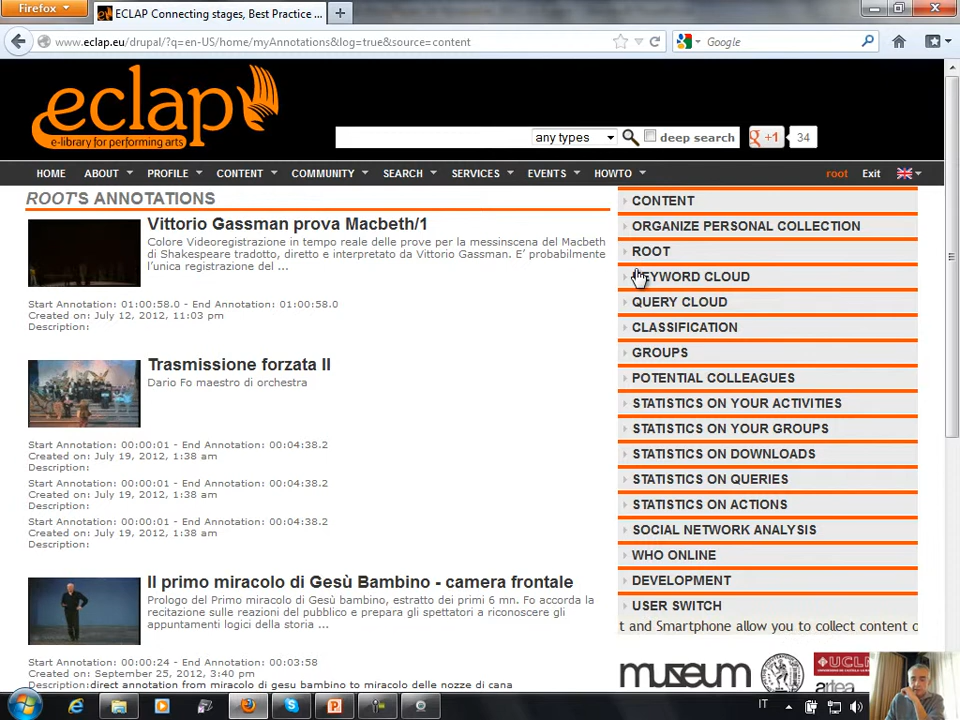 Firefox
ECLAP Connecting stages, Best Practice ...
www.eclap.eu/drupal/?q=en-US/home/myAnnotations&log=true&source=content
Google
eclap
e-library for performing arts
any types
deep search
+1
34
HOME ABOUT PROFILE CONTENT COMMUNITY SEARCH SERVICES EVENTS HOWTO root Exit
ROOT'S ANNOTATIONS
Vittorio Gassman prova Macbeth/1
Colore Videoregistrazione in tempo reale delle prove per la messinscena del Macbeth
di Shakespeare tradotto, diretto e interpretato da Vittorio Gassman. E' probabilmente
l'unica registrazione del ...
Start Annotation: 01:00:58.0 - End Annotation: 01:00:58.0
Created on: July 12, 2012, 11:03 pm
Description:
Trasmissione forzata II
Dario Fo maestro di orchestra
Start Annotation: 00:00:01 - End Annotation: 00:04:38.2
Created on: July 19, 2012, 1:38 am
Description:
Start Annotation: 00:00:01 - End Annotation: 00:04:38.2
Created on: July 19, 2012, 1:38 am
Description:
Start Annotation: 00:00:01 - End Annotation: 00:04:38.2
Created on: July 19, 2012, 1:38 am
Description:
Il primo miracolo di Gesù Bambino - camera frontale
Prologo del Primo miracolo di Gesù bambino, estratto dei primi 6 mn. Fo accorda la
recitazione sulle reazioni del pubblico e prepara gli spettatori a riconoscere gli
appuntamenti logici della storia ...
Start Annotation: 00:00:24 - End Annotation: 00:03:58
Created on: September 25, 2012, 3:40 pm
Description:direct annotation from miracolo di gesu bambino to miracolo delle nozze di cana
CONTENT
ORGANIZE PERSONAL COLLECTION
ROOT
KEYWORD CLOUD
QUERY CLOUD
CLASSIFICATION
GROUPS
POTENTIAL COLLEAGUES
STATISTICS ON YOUR ACTIVITIES
STATISTICS ON YOUR GROUPS
STATISTICS ON DOWNLOADS
STATISTICS ON QUERIES
STATISTICS ON ACTIONS
SOCIAL NETWORK ANALYSIS
WHO ONLINE
DEVELOPMENT
USER SWITCH
t and Smartphone allow you to collect content o
museum
UCLM
artea
IT